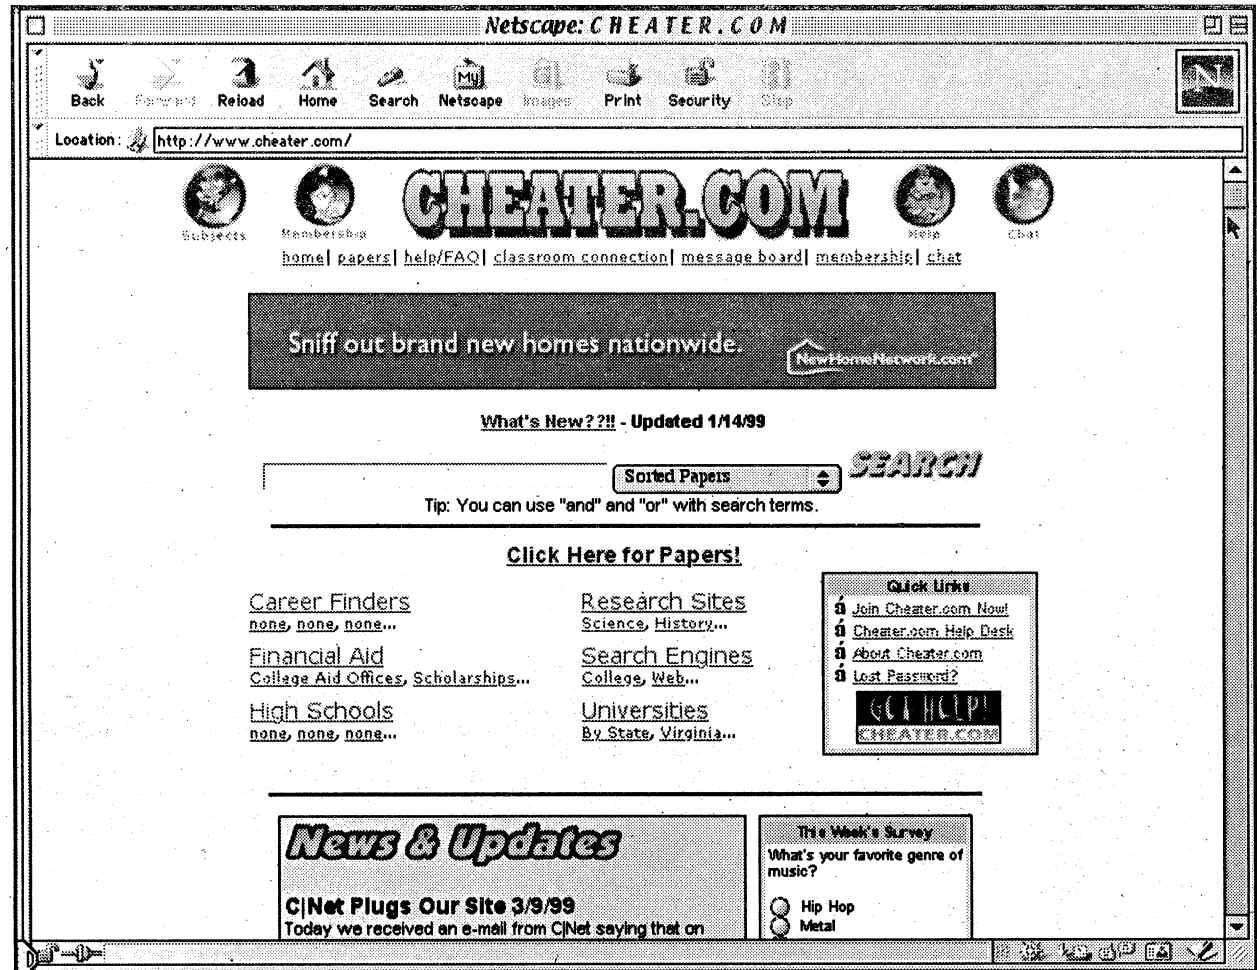 Netscape: CHEATER.COM
Back Forward Reload Home Search Netscape Images Print Security Stop
My
N
Location: http://www.cheater.com/
CHEATER.COM
Subjects Membership Help Chat
home| papers| help/FAQ| classroom connection| message board| membership| chat
Sniff out brand new homes nationwide.
NewHomeNetwork.com
What's New??!! - Updated 1/14/99
Sorted Papers SEARCH
Tip: You can use "and" and "or" with search terms.
Click Here for Papers!
Career Finders
none, none, none...
Financial Aid
College Aid Offices, Scholarships...
High Schools
none, none, none...
Research Sites
Science, History...
Search Engines
College, Web...
Universities
By State, Virginia...
Quick Links
á Join Cheater.com Now!
á Cheater.com Help Desk
á About Cheater.com
á Lost Password?
GOT HELP!
CHEATER.COM
News & Updates
C|Net Plugs Our Site 3/9/99
Today we received an e-mail from C|Net saying that on
This Week's Survey
What's your favorite genre of
music?
Hip Hop
Metal